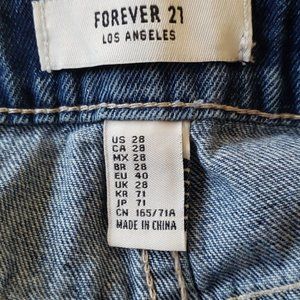 FOREVER 21
LOS ANGELES
US 28
CA 28
MX 28
BR 28
EU 40
UK 28
KR 71
JP 71
CN 165/71A
MADE IN CHINA